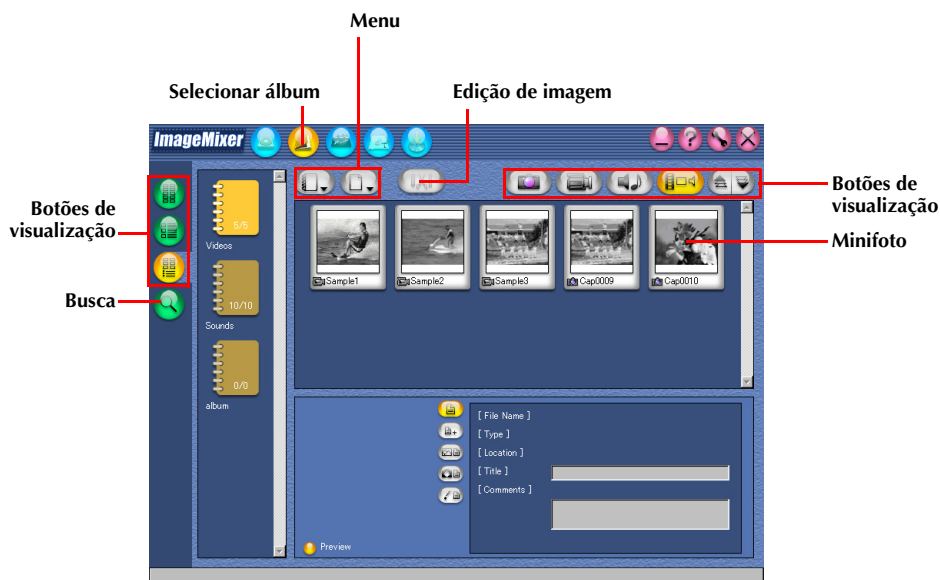 Menu
Selecionar álbum
Edição de imagem
ImageMixer
Botões de
visualização
Busca
Botões de
visualização
Minifoto
5/5
Videos
10/10
Sounds
0/0
album
Sample1
Sample2
Sample3
Cap0009
Cap0010
[ File Name ]
[ Type ]
[ Location ]
[ Title ]
[ Comments ]
Preview